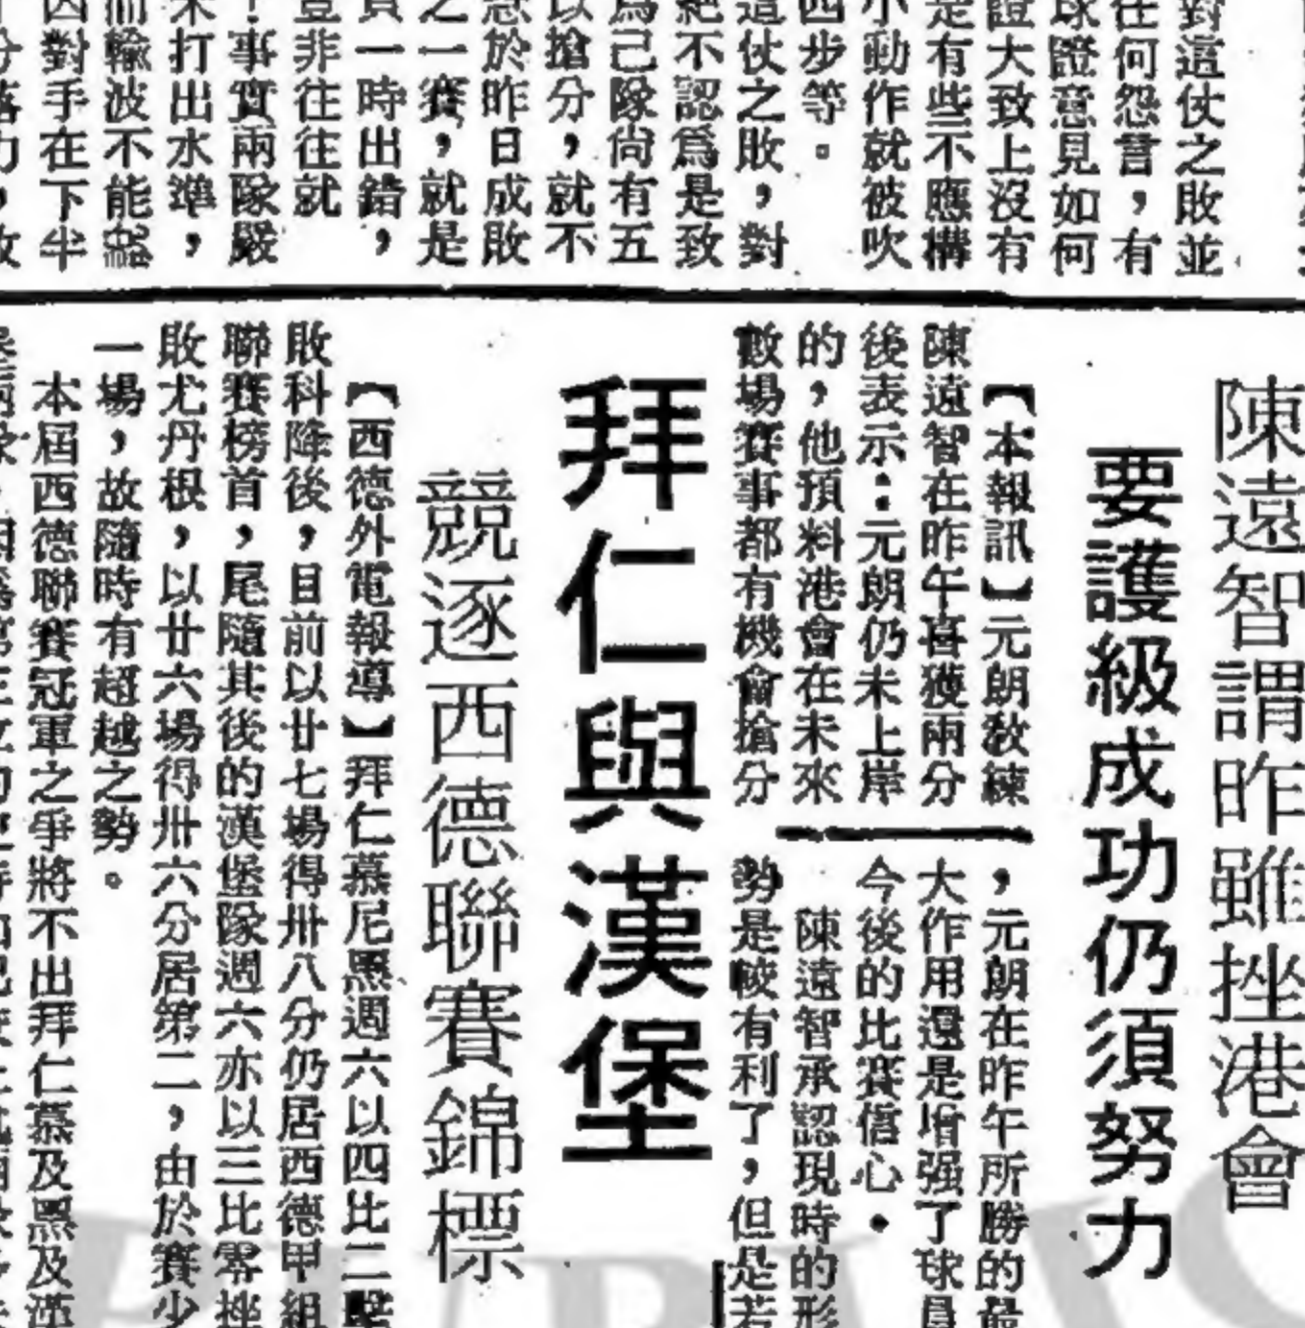 對這仗之敗並
任何怨言，有
球證意見如何
證大致上沒有
是有些不應構
小動作就被吹
四步等。
這仗之敗，對
絕不認爲是致
爲己隊尚有五
以搶分，就不
急於昨日成敗
之一賽，就是
一時出錯，
豈非往往就
！事實兩隊嚴
未打出水準，
而輸波不能
因對手在下半
陳遠智謂昨雖挫港會
要護級成功仍須努力
【本報訊】元朗教練
陳遠智在昨午喜獲兩分
後表示：元朗仍未上岸
的，他預料港會在未來
數場賽事都有機會搶分
，元朗在昨午所勝的最
大作用還是增强了球員
今後的比賽信心。
陳遠智承認現時的形
勢是較有利了，但是若
拜仁與漢堡
競逐西德聯賽錦標
【西德外電報導】拜仁慕尼黑週六以四比二擊
敗科隆後，目前以廿七場得卅八分仍居西德甲組
聯賽榜首，尾隨其後的漢堡隊週六亦以三比零挫
敗尤丹根，以廿六場得卅六分居第二，由於賽少
一場，故隨時有超越之勢。
本屆西德聯賽冠軍之爭將不出拜仁慕及黑及漢